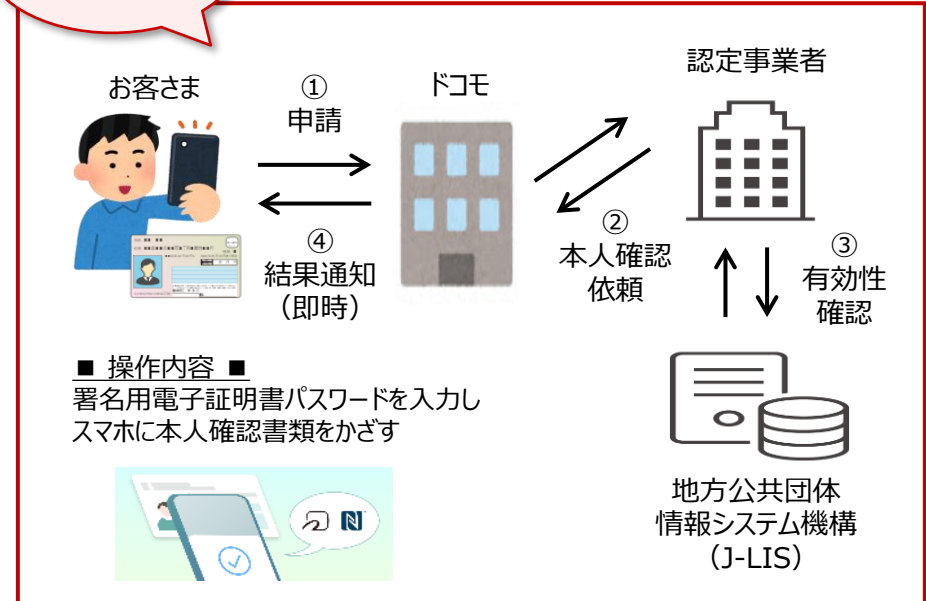 お客さま
①
申請
ドコモ
認定事業者
④
結果通知
（即時）
②
本人確認
依頼
③
有効性
確認
■ 操作内容 ■
署名用電子証明書パスワードを入力し
スマホに本人確認書類をかざす
地方公共団体
情報システム機構
（J-LIS）